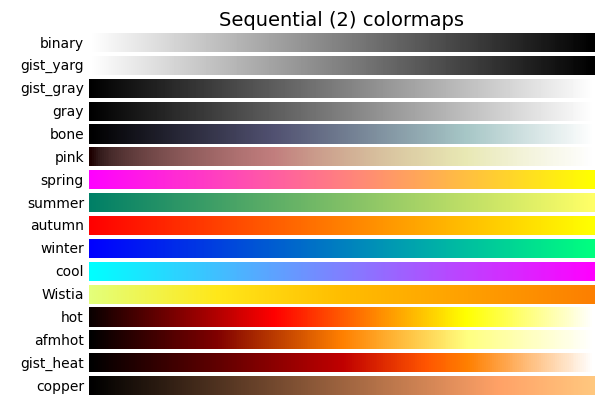 Sequential (2) colormaps
binary
gist_yarg
gist_gray
gray
bone
pink
spring
summer
autumn
winter
cool
Wistia
hot
afmhot
gist_heat
copper